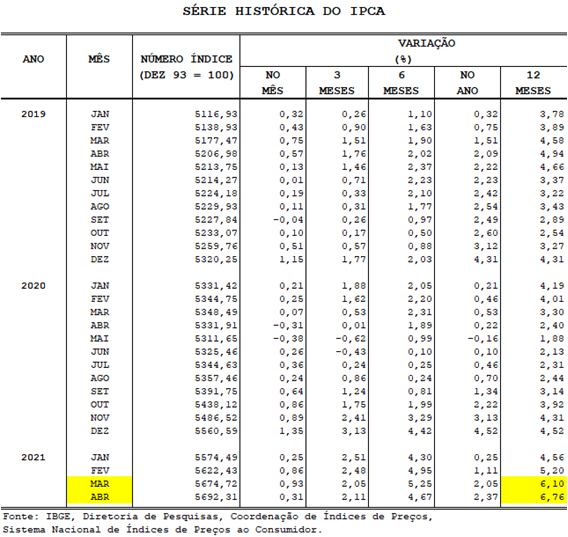 SÉRIE HISTÓRICA DO IPCA
VARIAÇÃO
ANO MÊS NÚMERO ÍNDICE (%)
(DEZ 93 = 100) NO 3 6 NO 12
MÊS MESES MESES ANO MESES
2019 JAN 5116,93 0,32 0,26 1,10 0,32 3,78
FEV 5138,93 0,43 0,90 1,63 0,75 3,89
MAR 5177,47 0,75 1,51 1,90 1,51 4,58
ABR 5206,98 0,57 1,76 2,02 2,09 4,94
MAI 5213,75 0,13 1,46 2,37 2,22 4,66
JUN 5214,27 0,01 0,71 2,23 2,23 3,37
JUL 5224,18 0,19 0,33 2,10 2,42 3,22
AGO 5229,93 0,11 0,31 1,77 2,54 3,43
SET 5227,84 -0,04 0,26 0,97 2,49 2,89
OUT 5233,07 0,10 0,17 0,50 2,60 2,54
NOV 5259,76 0,51 0,57 0,88 3,12 3,27
DEZ 5320,25 1,15 1,77 2,03 4,31 4,31
2020 JAN 5331,42 0,21 1,88 2,05 0,21 4,19
FEV 5344,75 0,25 1,62 2,20 0,46 4,01
MAR 5348,49 0,07 0,53 2,31 0,53 3,30
ABR 5331,91 -0,31 0,01 1,89 0,22 2,40
MAI 5311,65 -0,38 -0,62 0,99 -0,16 1,88
JUN 5325,46 0,26 -0,43 0,10 0,10 2,13
JUL 5344,63 0,36 0,24 0,25 0,46 2,31
AGO 5357,46 0,24 0,86 0,24 0,70 2,44
SET 5391,75 0,64 1,24 0,81 1,34 3,14
OUT 5438,12 0,86 1,75 1,99 2,22 3,92
NOV 5486,52 0,89 2,41 3,29 3,13 4,31
DEZ 5560,59 1,35 3,13 4,42 4,52 4,52
2021 JAN 5574,49 0,25 2,51 4,30 0,25 4,56
FEV 5622,43 0,86 2,48 4,95 1,11 5,20
MAR 5674,72 0,93 2,05 5,25 2,05 6,10
ABR 5692,31 0,31 2,11 4,67 2,37 6,76
Fonte: IBGE, Diretoria de Pesquisas, Coordenação de Índices de Preços,
Sistema Nacional de Índices de Preços ao Consumidor.